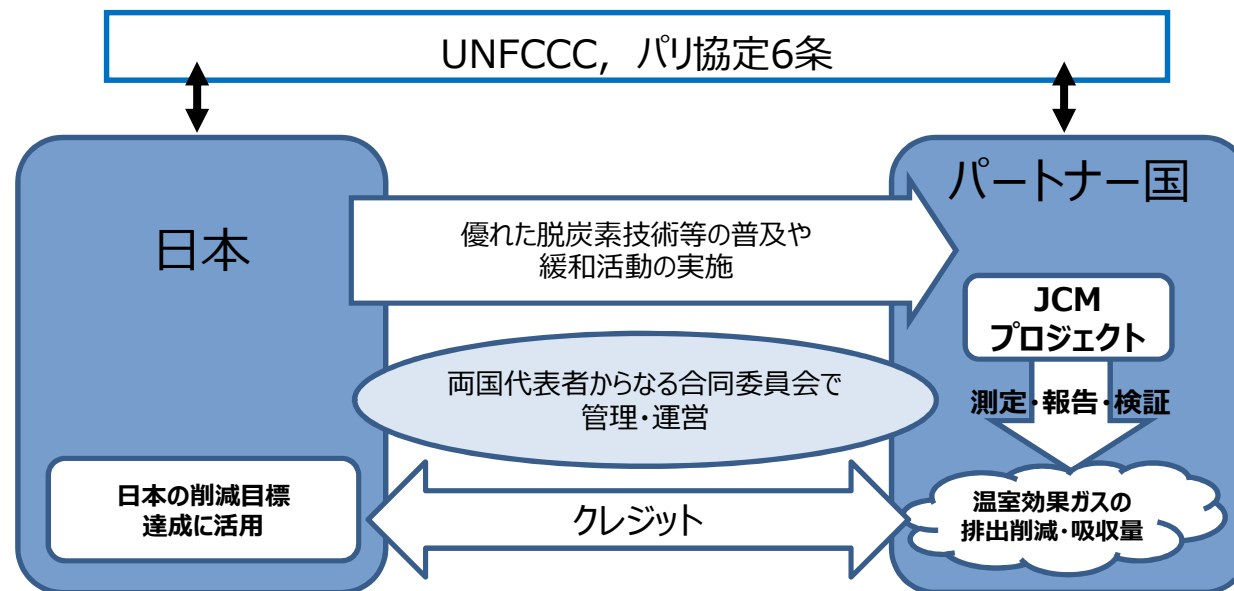 UNFCCC, パリ協定6条
日本
パートナー国
優れた脱炭素技術等の普及や
緩和活動の実施
JCM
プロジェクト
両国代表者からなる合同委員会で
管理・運営
測定・報告・検証
日本の削減目標
達成に活用
クレジット
温室効果ガスの
排出削減・吸収量